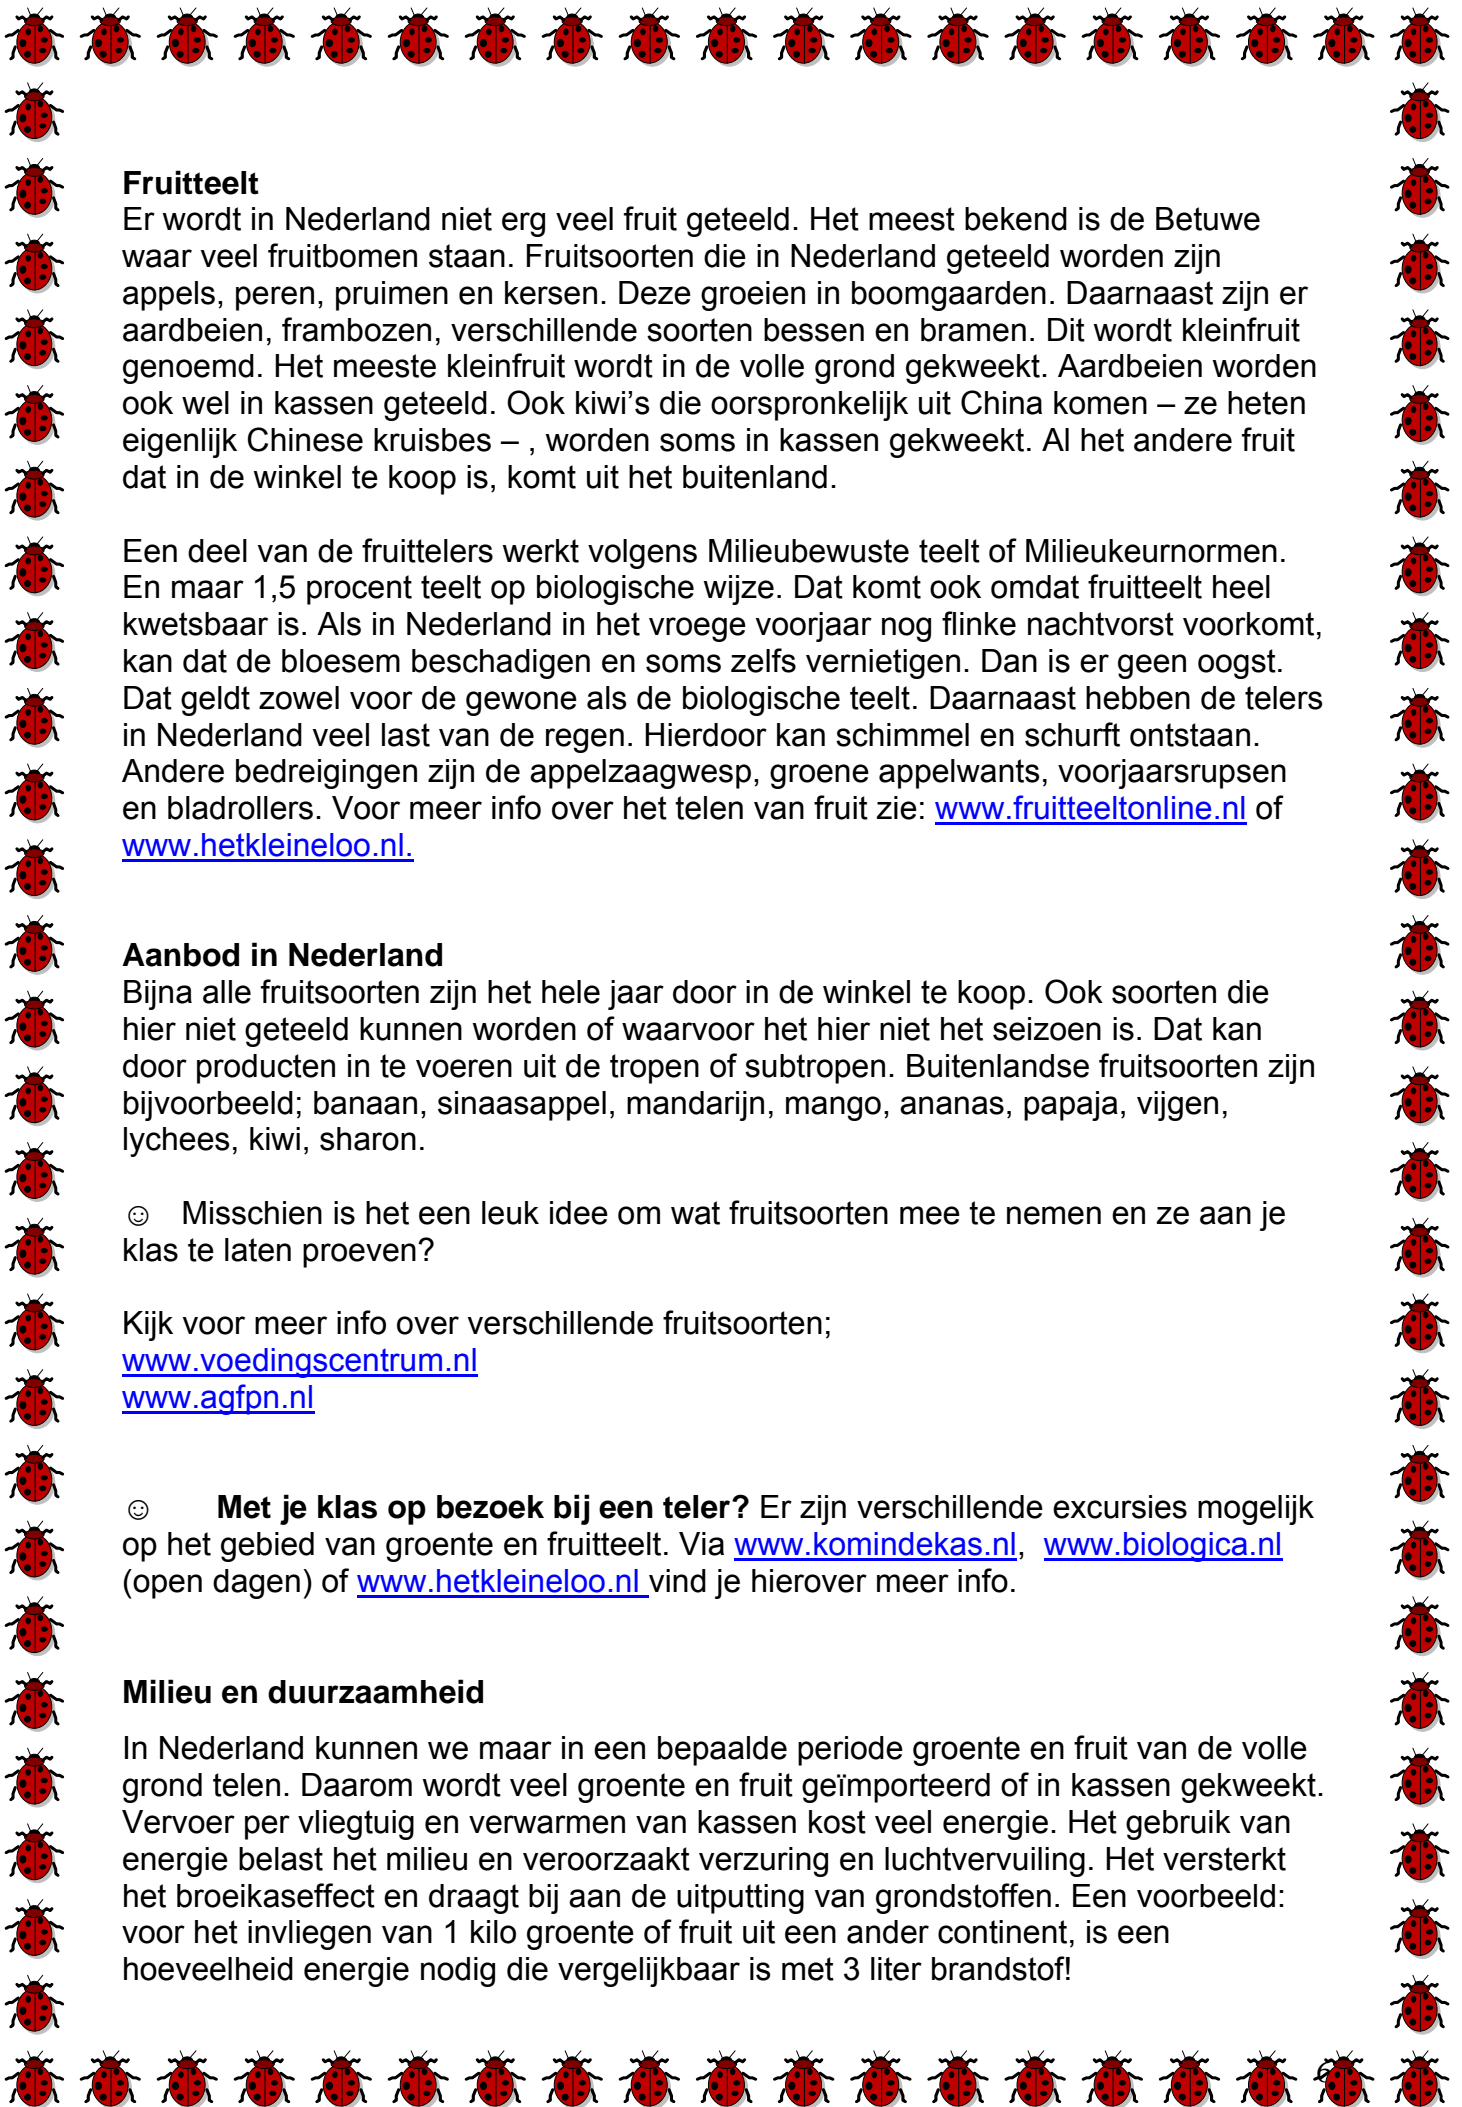 Fruitteelt
Er wordt in Nederland niet erg veel fruit geteeld. Het meest bekend is de Betuwe
waar veel fruitbomen staan. Fruitsoorten die in Nederland geteeld worden zijn
appels, peren, pruimen en kersen. Deze groeien in boomgaarden. Daarnaast zijn er
aardbeien, frambozen, verschillende soorten bessen en bramen. Dit wordt kleinfruit
genoemd. Het meeste kleinfruit wordt in de volle grond gekweekt. Aardbeien worden
ook wel in kassen geteeld. Ook kiwi’s die oorspronkelijk uit China komen – ze heten
eigenlijk Chinese kruisbes – , worden soms in kassen gekweekt. Al het andere fruit
dat in de winkel te koop is, komt uit het buitenland.
Een deel van de fruittelers werkt volgens Milieubewuste teelt of Milieukeurnormen.
En maar 1,5 procent teelt op biologische wijze. Dat komt ook omdat fruitteelt heel
kwetsbaar is. Als in Nederland in het vroege voorjaar nog flinke nachtvorst voorkomt,
kan dat de bloesem beschadigen en soms zelfs vernietigen. Dan is er geen oogst.
Dat geldt zowel voor de gewone als de biologische teelt. Daarnaast hebben de telers
in Nederland veel last van de regen. Hierdoor kan schimmel en schurft ontstaan.
Andere bedreigingen zijn de appelzaagwesp, groene appelwants, voorjaarsrupsen
en bladrollers. Voor meer info over het telen van fruit zie: www.fruitteeltonline.nl of
www.hetkleineloo.nl.
Aanbod in Nederland
Bijna alle fruitsoorten zijn het hele jaar door in de winkel te koop. Ook soorten die
hier niet geteeld kunnen worden of waarvoor het hier niet het seizoen is. Dat kan
door producten in te voeren uit de tropen of subtropen. Buitenlandse fruitsoorten zijn
bijvoorbeeld; banaan, sinaasappel, mandarijn, mango, ananas, papaja, vijgen,
lychees, kiwi, sharon.
☺ Misschien is het een leuk idee om wat fruitsoorten mee te nemen en ze aan je
klas te laten proeven?
Kijk voor meer info over verschillende fruitsoorten;
www.voedingscentrum.nl
www.agfpn.nl
☺ Met je klas op bezoek bij een teler? Er zijn verschillende excursies mogelijk
op het gebied van groente en fruitteelt. Via www.komindekas.nl, www.biologica.nl
(open dagen) of www.hetkleineloo.nl vind je hierover meer info.
Milieu en duurzaamheid
In Nederland kunnen we maar in een bepaalde periode groente en fruit van de volle
grond telen. Daarom wordt veel groente en fruit geïmporteerd of in kassen gekweekt.
Vervoer per vliegtuig en verwarmen van kassen kost veel energie. Het gebruik van
energie belast het milieu en veroorzaakt verzuring en luchtvervuiling. Het versterkt
het broeikaseffect en draagt bij aan de uitputting van grondstoffen. Een voorbeeld:
voor het invliegen van 1 kilo groente of fruit uit een ander continent, is een
hoeveelheid energie nodig die vergelijkbaar is met 3 liter brandstof!
6